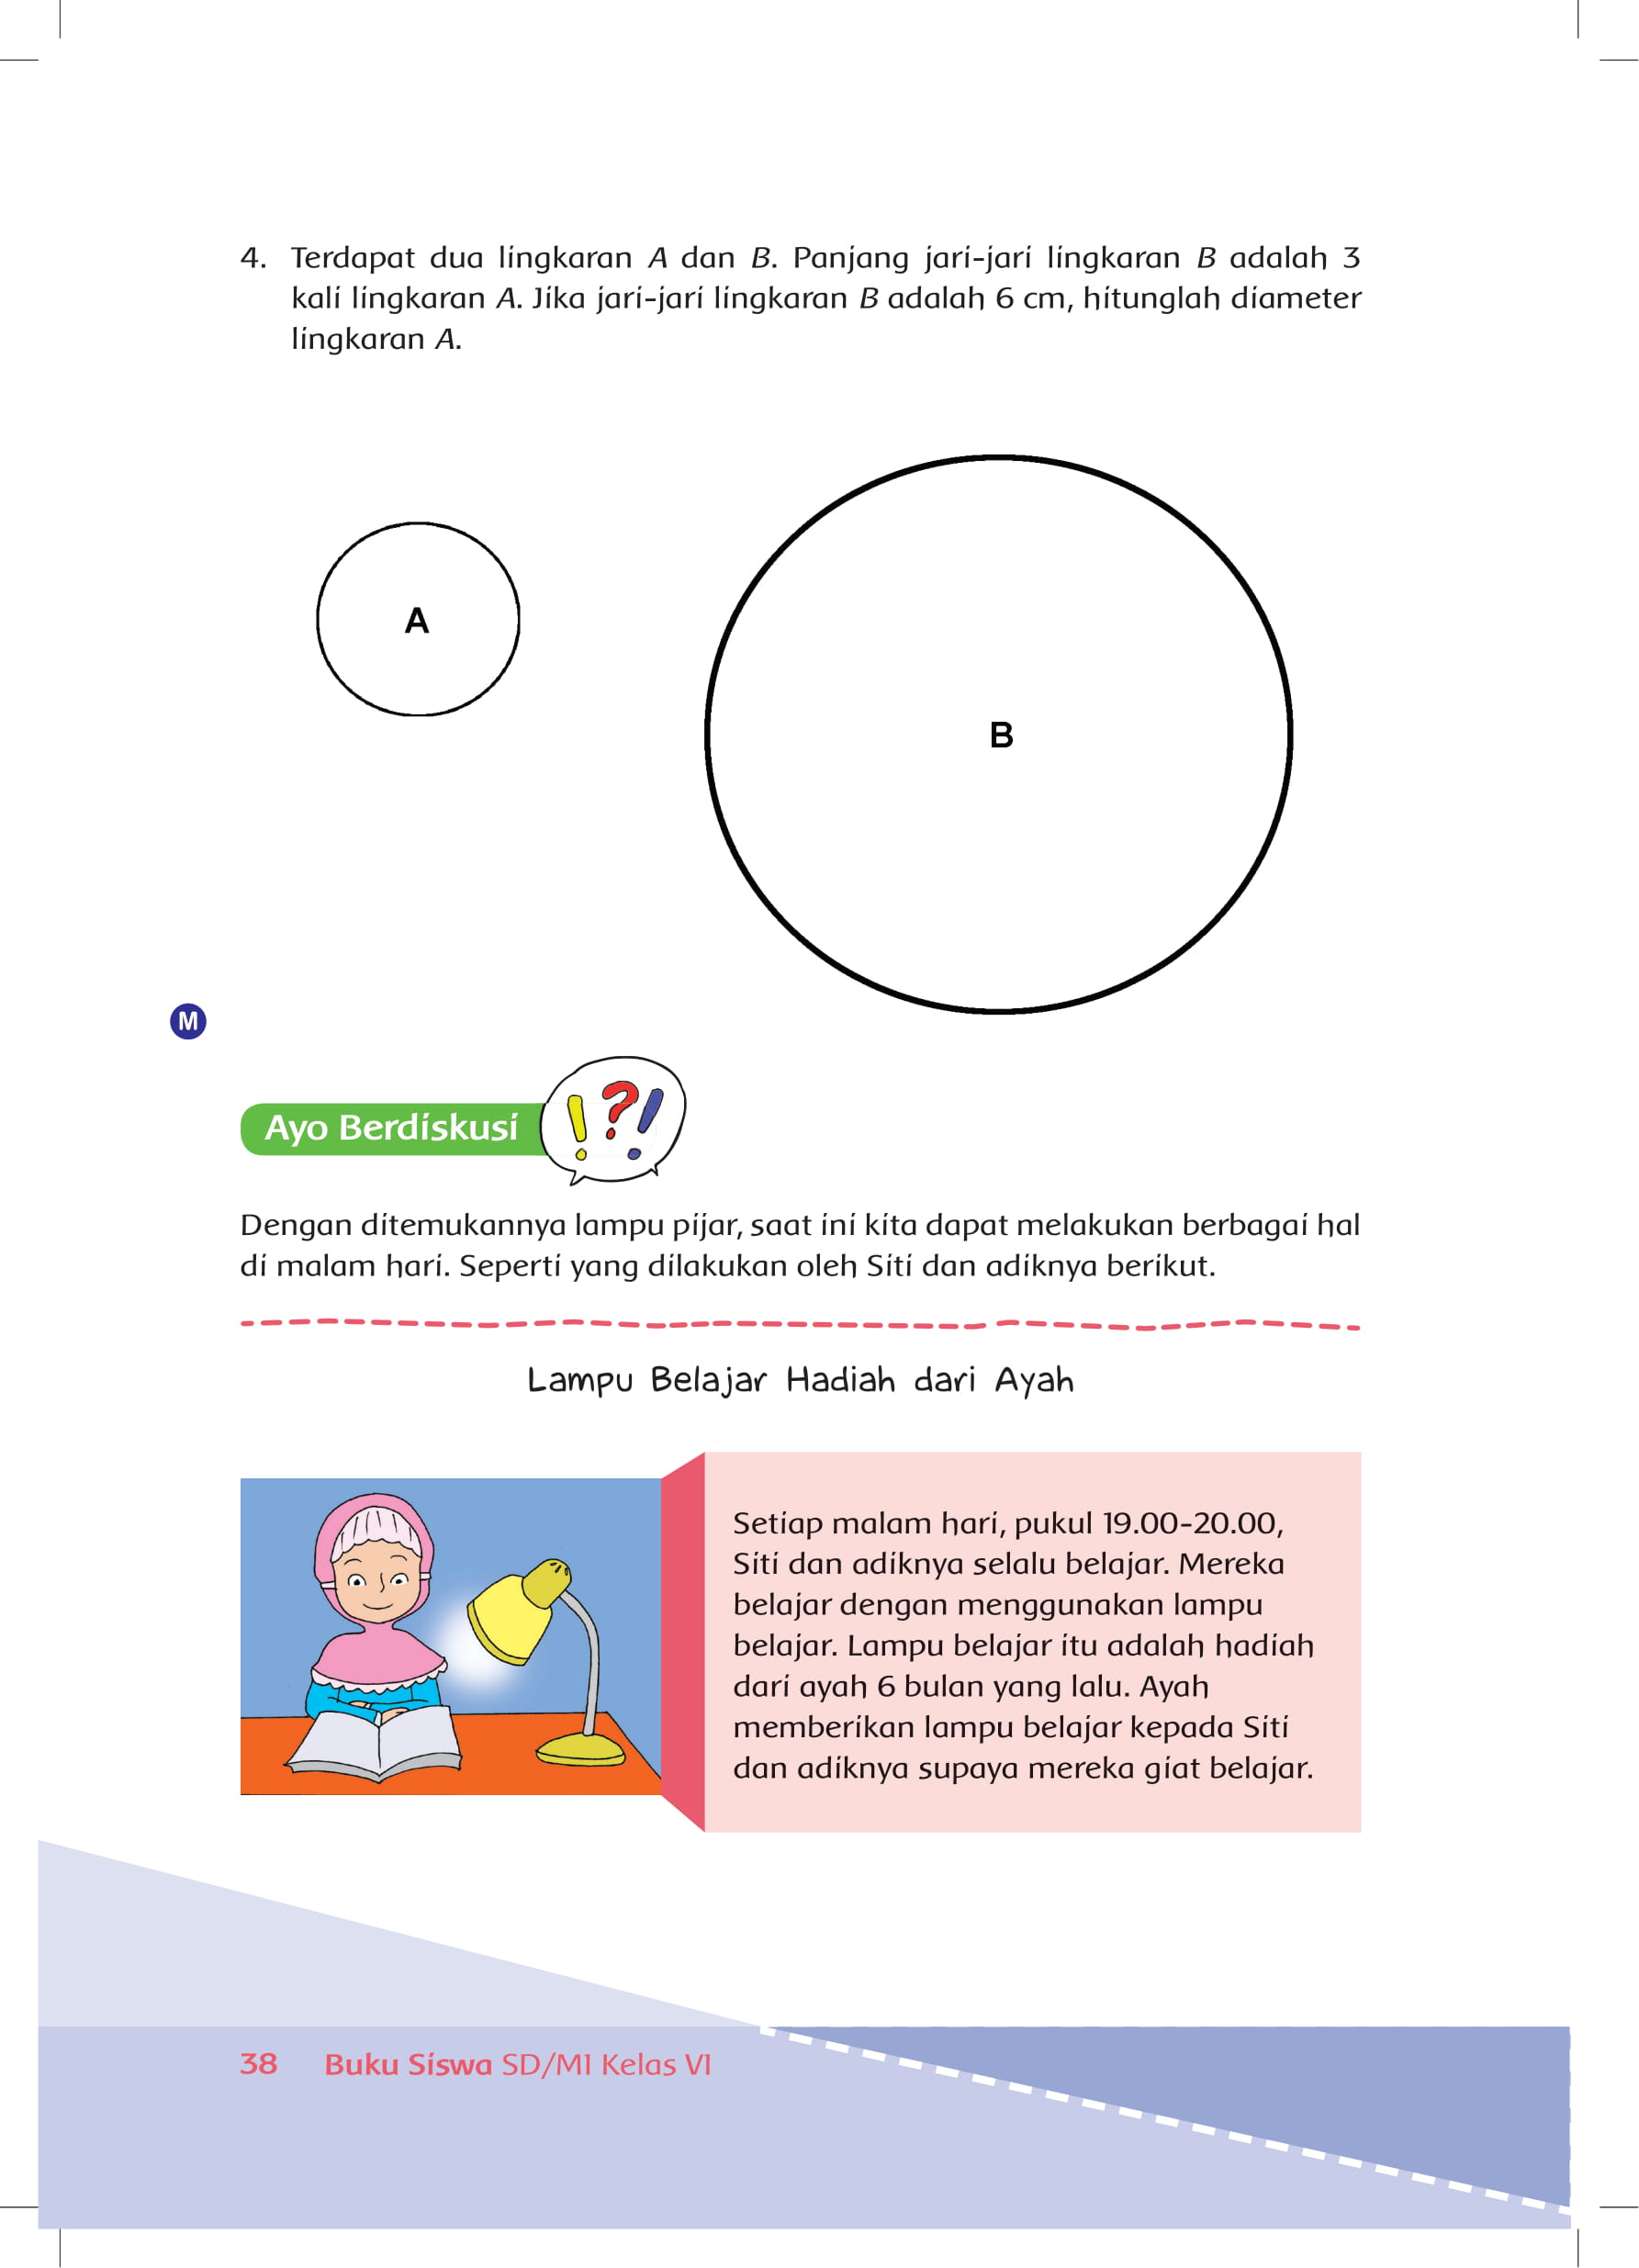 4. Terdapat dua lingkaran A dan B. Panjang jari-jari lingkaran B adalah 3
kali lingkaran A. Jika jari-jari lingkaran B adalah 6 cm, hitunglah diameter
lingkaran A.
A
B
M
Ayo Berdiskusi
!?!
Dengan ditemukannya lampu pijar, saat ini kita dapat melakukan berbagai hal
di malam hari. Seperti yang dilakukan oleh Siti dan adiknya berikut.
Lampu Belajar Hadiah dari Ayah
Setiap malam hari, pukul 19.00-20.00,
Siti dan adiknya selalu belajar. Mereka
belajar dengan menggunakan lampu
belajar. Lampu belajar itu adalah hadiah
dari ayah 6 bulan yang lalu. Ayah
memberikan lampu belajar kepada Siti
dan adiknya supaya mereka giat belajar.
38 Buku Siswa SD/MI Kelas VI